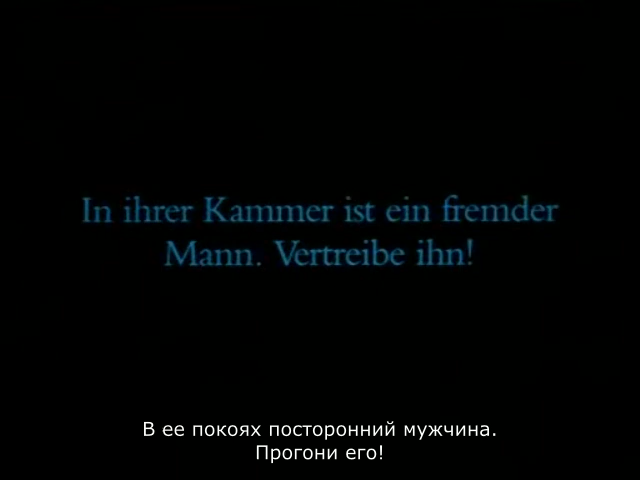 In ihrer Kammer ist ein fremder
Mann. Vertreibe ihn!
В ее покоях посторонний мужчина.
Прогони его!